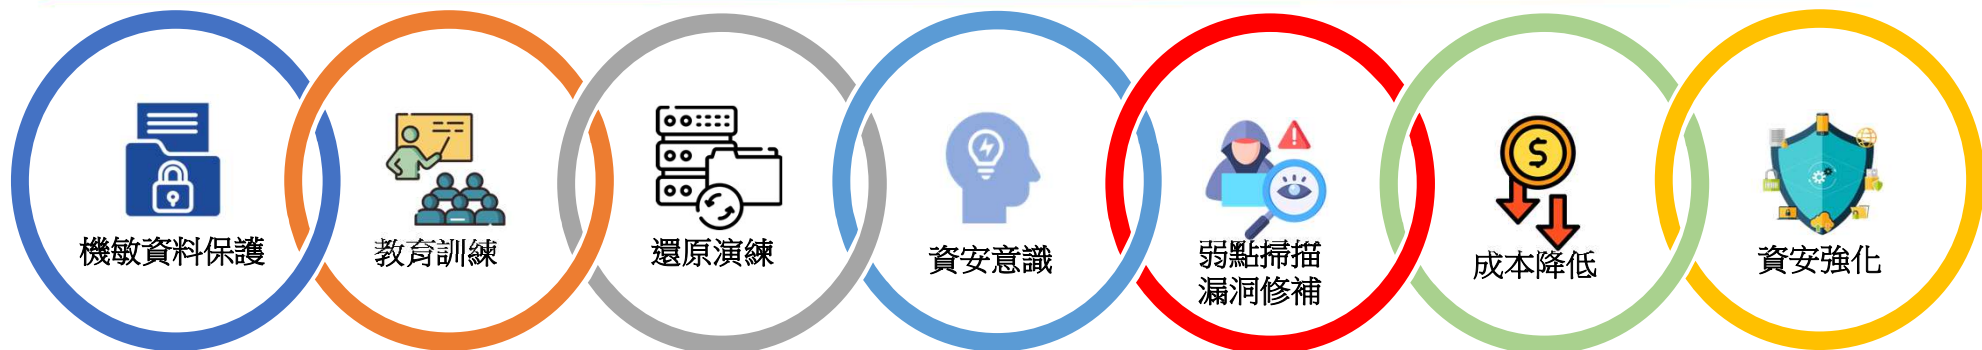 機敏資料保護
教育訓練
還原演練
資安意識
弱點掃描
漏洞修補
成本降低
資安強化